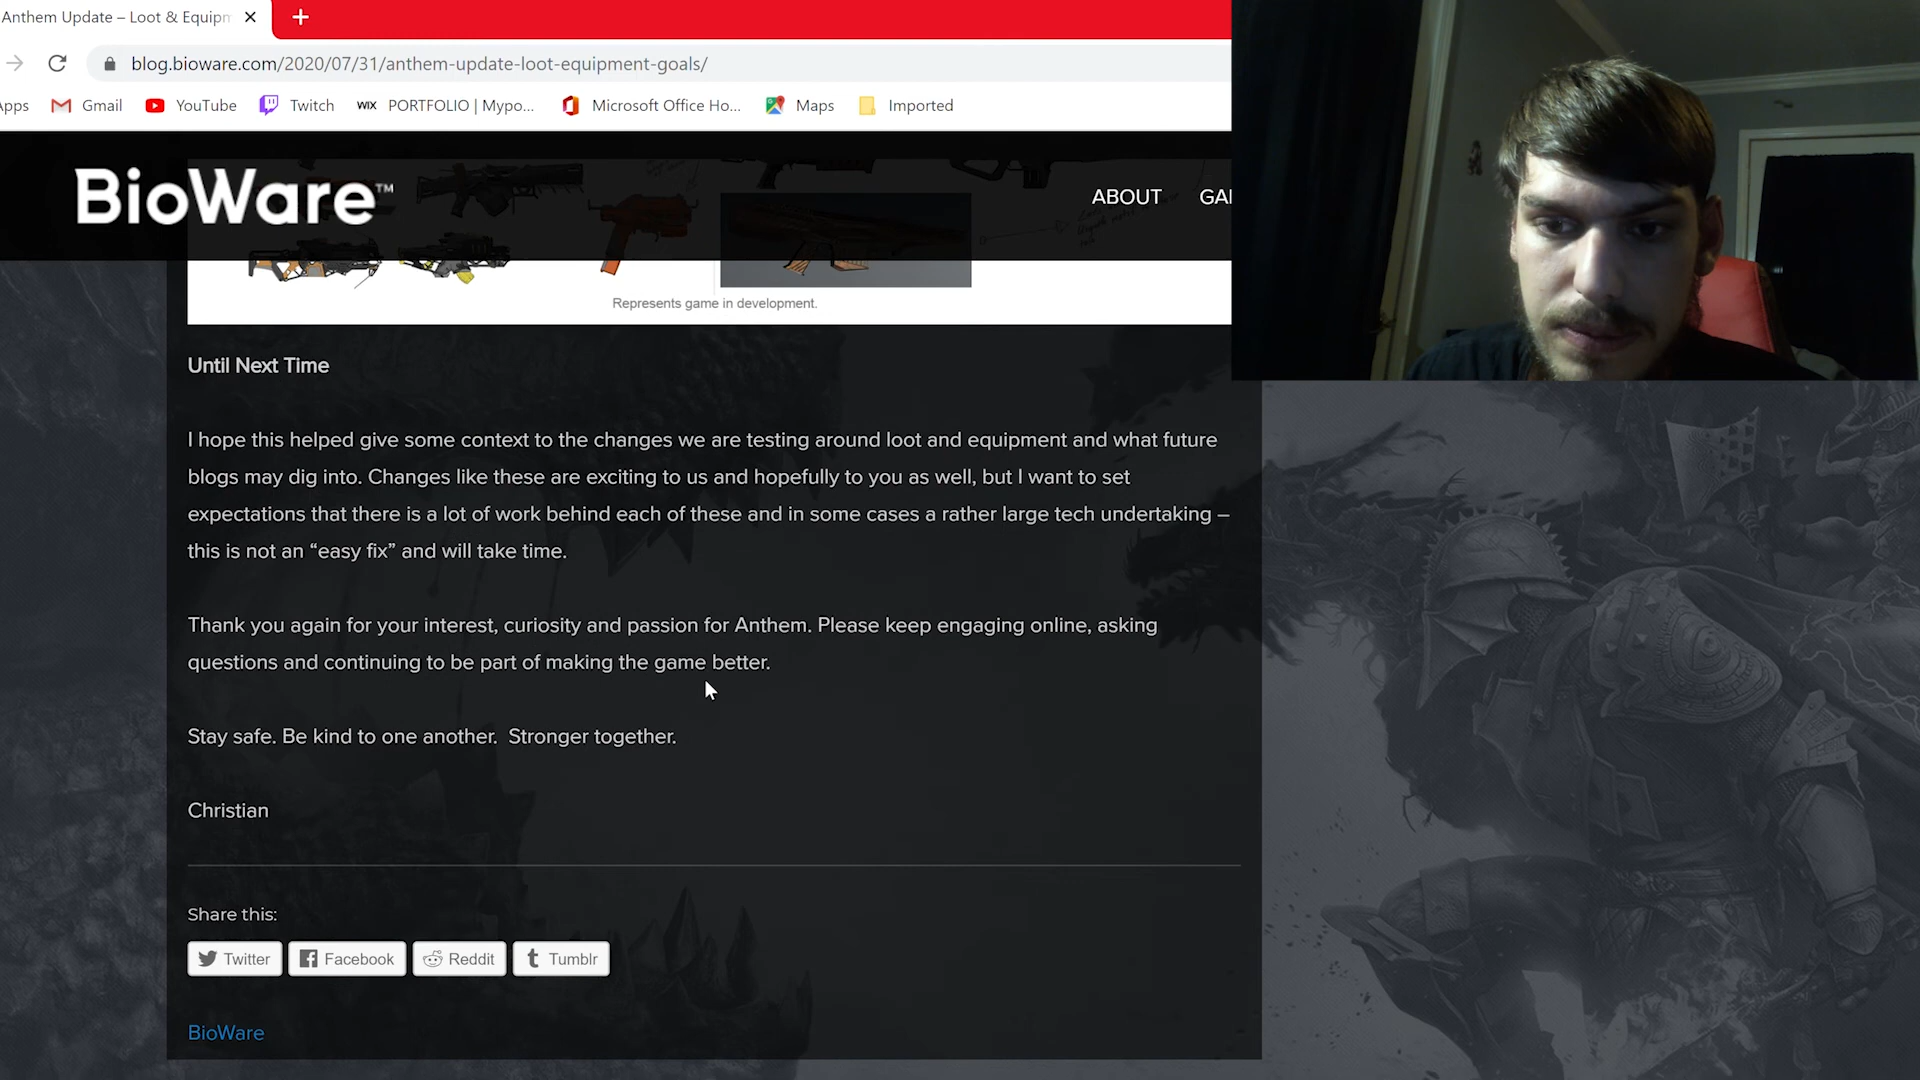 Anthem Update – Loot & Equipm
blog.bioware.com/2020/07/31/anthem-update-loot-equipment-goals/
pps Gmail YouTube Twitch WIX PORTFOLIO | Mypo... Microsoft Office Ho... Maps Imported
BioWare™ ABOUT GA
Represents game in development.
Until Next Time
I hope this helped give some context to the changes we are testing around loot and equipment and what future
blogs may dig into. Changes like these are exciting to us and hopefully to you as well, but I want to set
expectations that there is a lot of work behind each of these and in some cases a rather large tech undertaking –
this is not an “easy fix” and will take time.
Thank you again for your interest, curiosity and passion for Anthem. Please keep engaging online, asking
questions and continuing to be part of making the game better.
Stay safe. Be kind to one another. Stronger together.
Christian
Share this:
Twitter Facebook Reddit Tumblr
BioWare